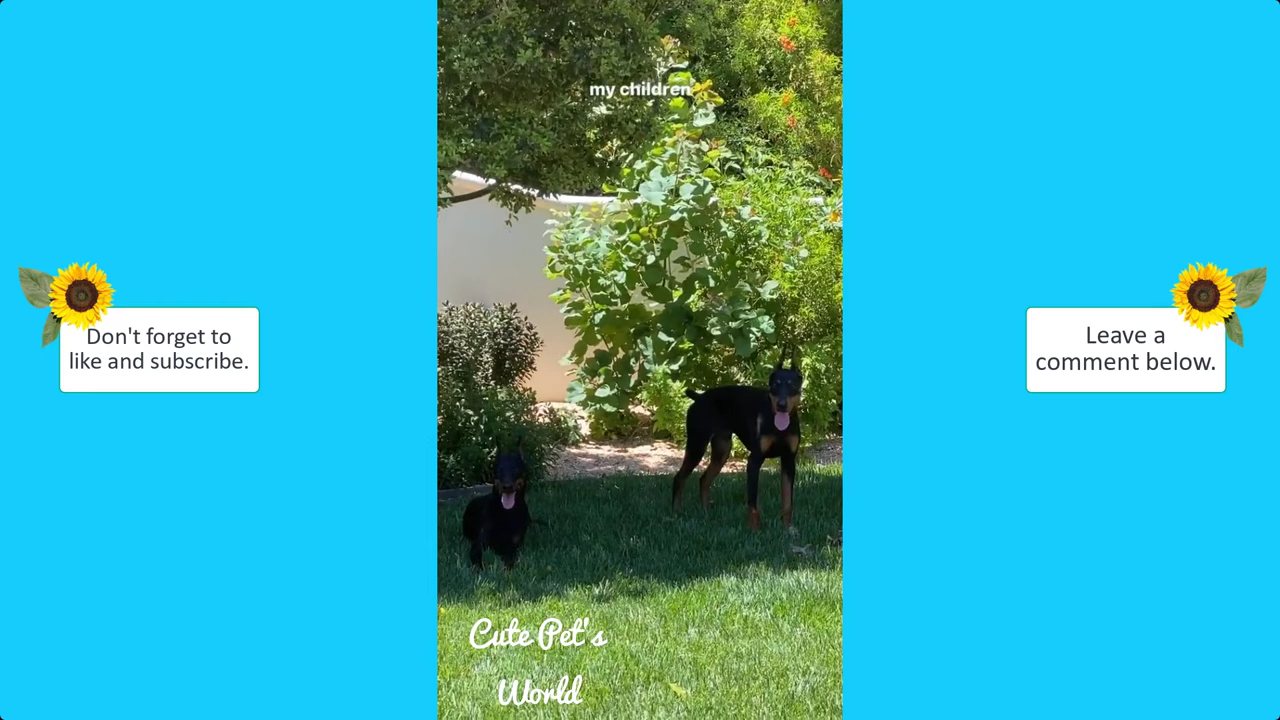 my children
Don't forget to
like and subscribe.
Leave a
comment below.
Cute Pet's
World